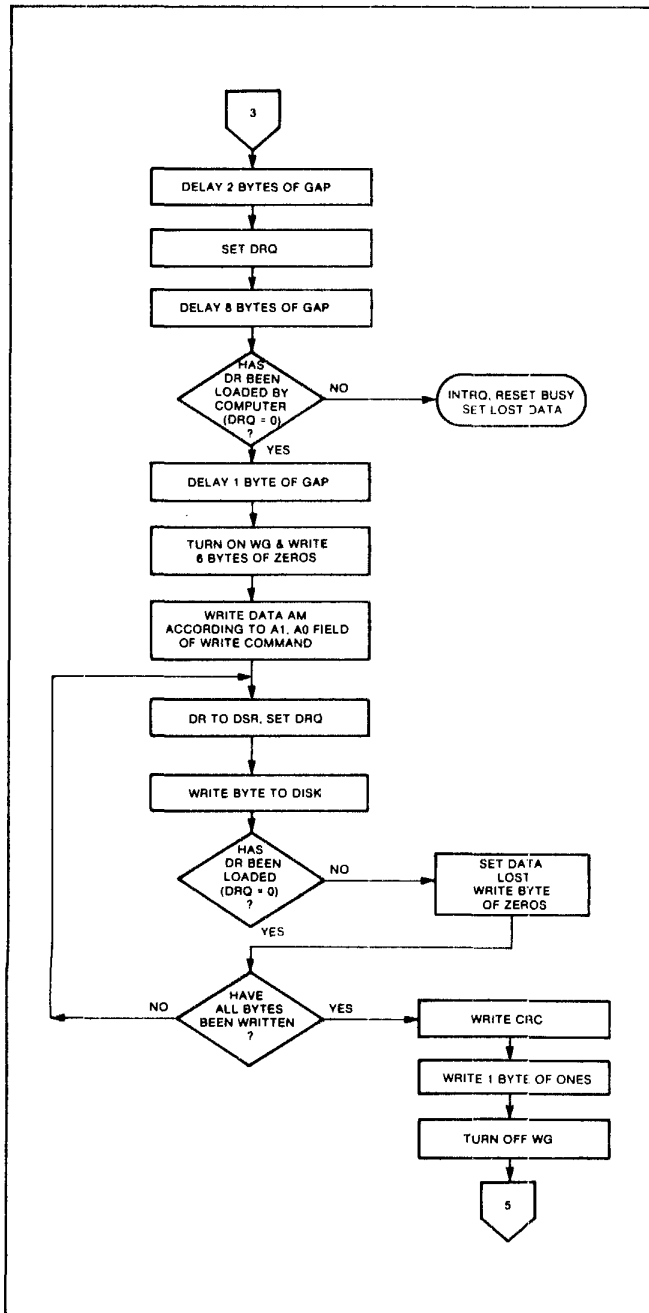 3
DELAY 2 BYTES OF GAP
SET DRQ
DELAY 8 BYTES OF GAP
HAS
DR BEEN
LOADED BY
COMPUTER
(DRQ = 0)
?
NO
INTRQ, RESET BUSY
SET LOST DATA
YES
DELAY 1 BYTE OF GAP
TURN ON WG & WRITE
6 BYTES OF ZEROS
WRITE DATA AM
ACCORDING TO A1, A0 FIELD
OF WRITE COMMAND
DR TO DSR, SET DRQ
WRITE BYTE TO DISK
HAS
DR BEEN
LOADED
(DRQ = 0)
?
NO
SET DATA
LOST
WRITE BYTE
OF ZEROS
YES
NO
HAVE
ALL BYTES
BEEN WRITTEN
?
YES
WRITE CRC
WRITE 1 BYTE OF ONES
TURN OFF WG
5